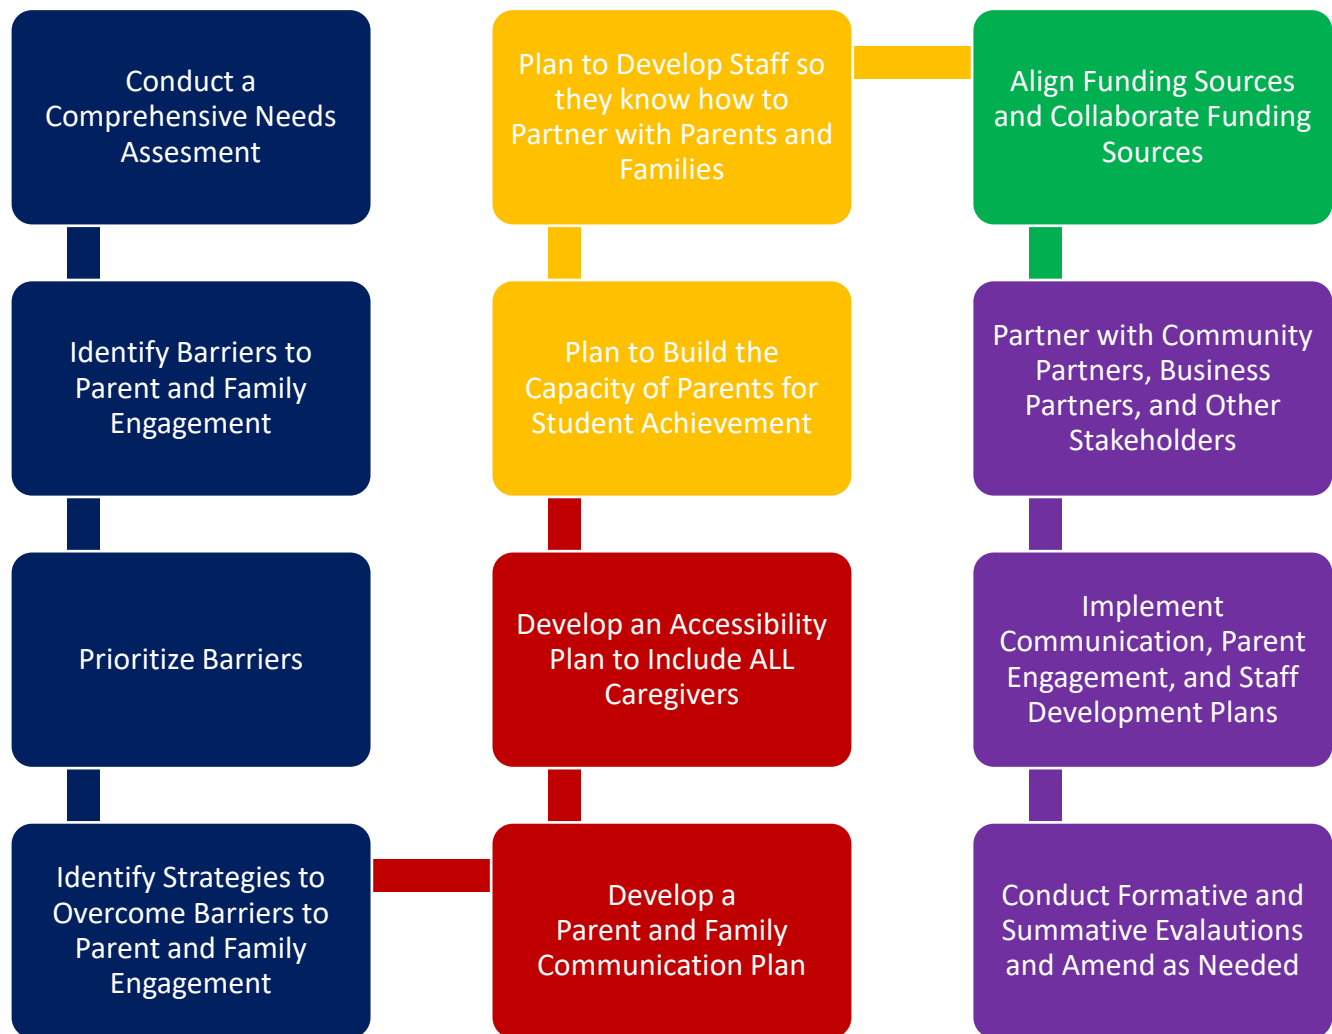 Conduct a
Comprehensive Needs
Assesment
Identify Barriers to
Parent and Family
Engagement
Prioritize Barriers
Identify Strategies to
Overcome Barriers to
Parent and Family
Engagement
Develop a
Parent and Family
Communication Plan
Develop an Accessibility
Plan to Include ALL
Caregivers
Plan to Build the
Capacity of Parents for
Student Achievement
Plan to Develop Staff so
they know how to
Partner with Parents and
Families
Align Funding Sources
and Collaborate Funding
Sources
Partner with Community
Partners, Business
Partners, and Other
Stakeholders
Implement
Communication, Parent
Engagement, and Staff
Development Plans
Conduct Formative and
Summative Evalautions
and Amend as Needed